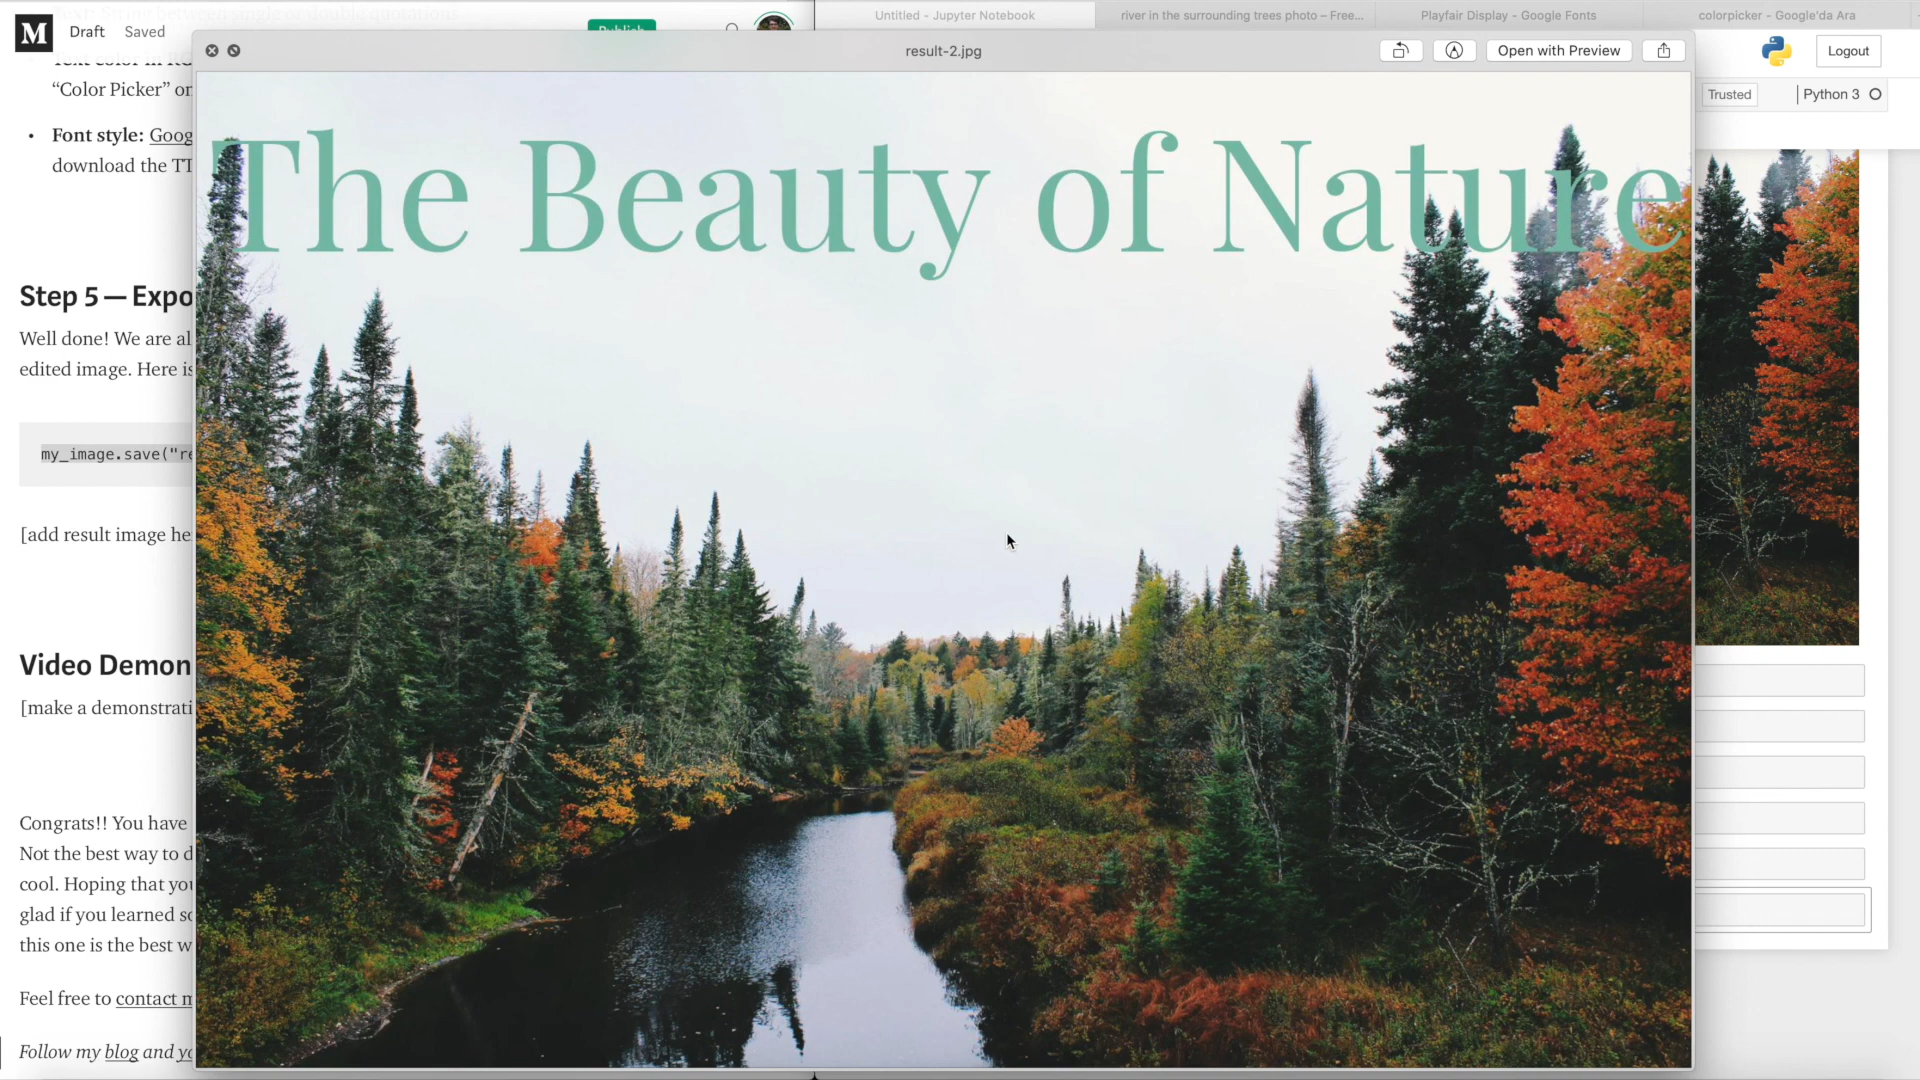 M
Draft
Saved
Publish
Untitled - Jupyter Notebook
river in the surrounding trees photo – Free...
Playfair Display - Google Fonts
colorpicker - Google'da Ara
result-2.jpg
Open with Preview
Logout
Trusted
Python 3
“Color Picker” on
• Font style: Goog
download the TT
The Beauty of Nature
Step 5 — Expo
Well done! We are al
edited image. Here is
my_image.save("re
[add result image he
Video Demon
[make a demonstrati
Congrats!! You have
Not the best way to d
cool. Hoping that you
glad if you learned so
this one is the best w
Feel free to contact m
Follow my blog and yo